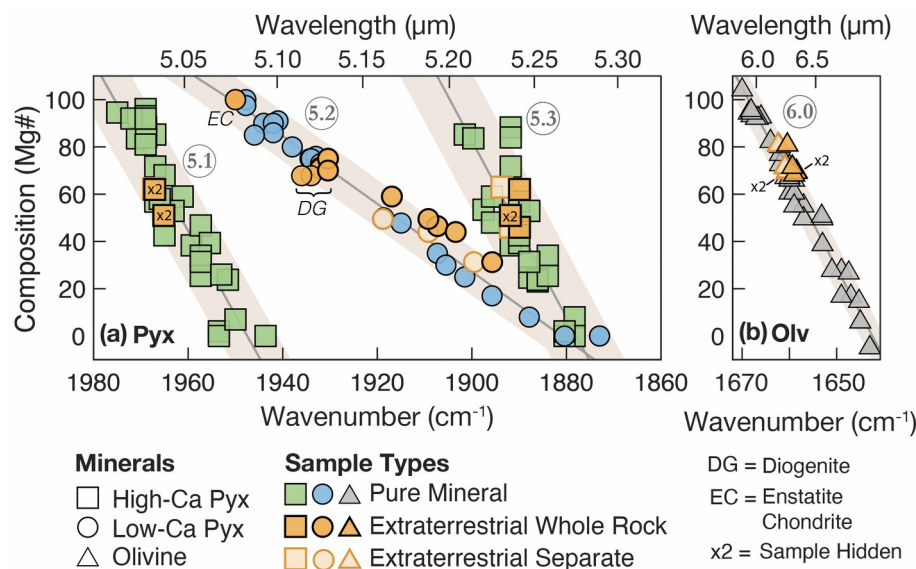 Wavelength (μm)
Wavelength (μm)
5.05 5.10 5.15 5.20 5.25 5.30
6.0 6.5
Composition (Mg#)
100
80
60
40
20
0
EC
5.2
5.1
5.3
6.0
x2
x2
DG
x2
x2
x2
(a) Pyx
(b) Olv
1980 1960 1940 1920 1900 1880 1860
1670 1650
Wavenumber (cm⁻¹)
Wavenumber (cm⁻¹)
Minerals
High-Ca Pyx
Low-Ca Pyx
Olivine
Sample Types
Pure Mineral
Extraterrestrial Whole Rock
Extraterrestrial Separate
DG = Diogenite
EC = Enstatite
Chondrite
x2 = Sample Hidden